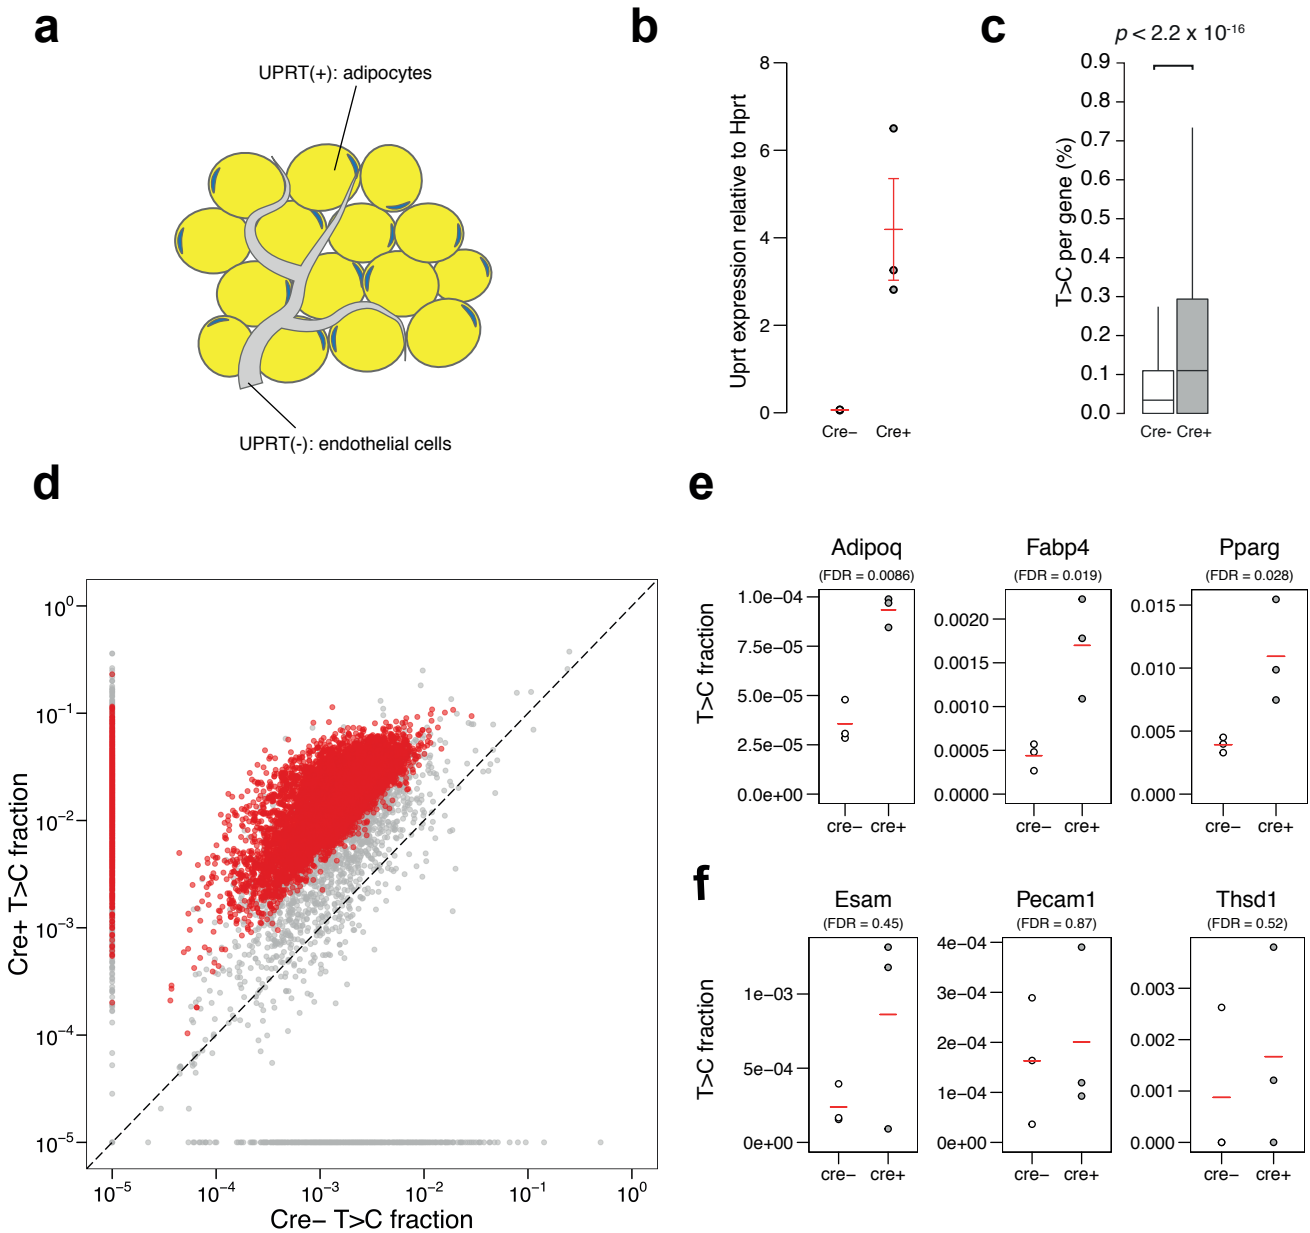 a
UPRT(+): adipocytes
UPRT(-): endothelial cells
b
Uprt expression relative to Hprt
8
6
4
2
0
Cre−
Cre+
c
p < 2.2 x 10-16
T>C per gene (%)
0.9
0.8
0.7
0.6
0.5
0.4
0.3
0.2
0.1
0.0
Cre- Cre+
d
Cre+ T>C fraction
10^0
10^−1
10^−2
10^−3
10^−4
10^−5
10^−5 10^−4 10^−3 10^−2 10^−1 10^0
Cre− T>C fraction
e
T>C fraction
Adipoq
(FDR = 0.0086)
1.0e−04
7.5e−05
5.0e−05
2.5e−05
0.0e+00
cre− cre+
Fabp4
(FDR = 0.019)
0.0020
0.0015
0.0010
0.0005
0.0000
cre− cre+
Pparg
(FDR = 0.028)
0.015
0.010
0.005
0.000
cre− cre+
f
T>C fraction
Esam
(FDR = 0.45)
1e−03
5e−04
0e+00
cre− cre+
Pecam1
(FDR = 0.87)
4e−04
3e−04
2e−04
1e−04
0e+00
cre− cre+
Thsd1
(FDR = 0.52)
0.003
0.002
0.001
0.000
cre− cre+